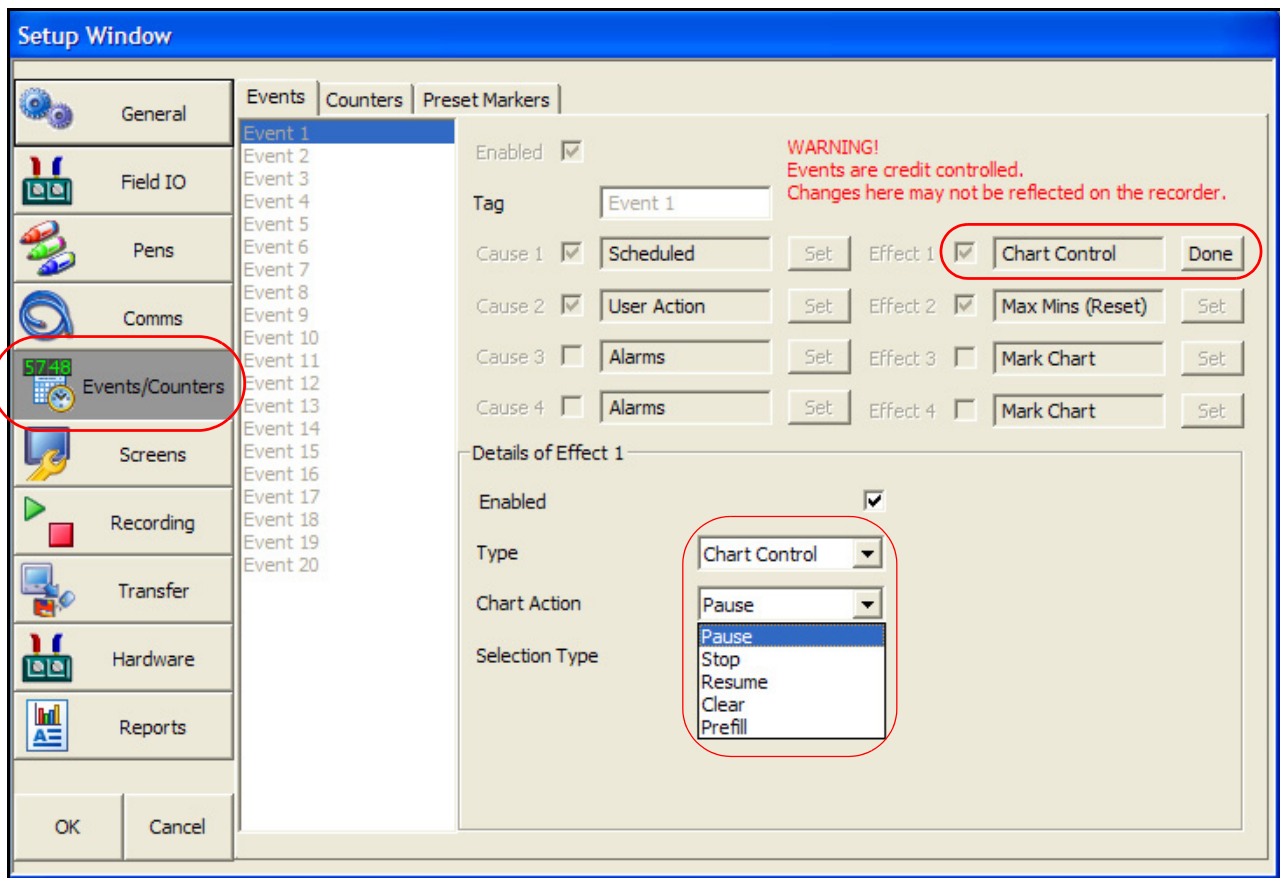 Setup Window
General
Field IO
Pens
Comms
5748
Events/Counters
Screens
Recording
Transfer
Hardware
Reports
OK
Cancel
Events
Counters
Preset Markers
Event 1
Event 2
Event 3
Event 4
Event 5
Event 6
Event 7
Event 8
Event 9
Event 10
Event 11
Event 12
Event 13
Event 14
Event 15
Event 16
Event 17
Event 18
Event 19
Event 20
Enabled
WARNING!
Events are credit controlled.
Changes here may not be reflected on the recorder.
Tag Event 1
Cause 1 Scheduled Set Effect 1 Chart Control Done
Cause 2 User Action Set Effect 2 Max Mins (Reset) Set
Cause 3 Alarms Set Effect 3 Mark Chart Set
Cause 4 Alarms Set Effect 4 Mark Chart Set
Details of Effect 1
Enabled
Type Chart Control
Chart Action Pause
Selection Type
Pause
Stop
Resume
Clear
Prefill